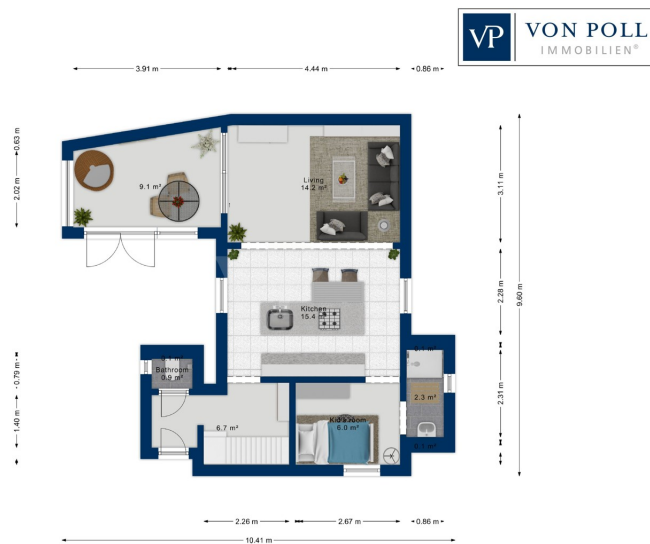 VP VON POLL
IMMOBILIEN®
3.91 m
4.44 m
0.86 m
0.63 m
2.02 m
9.1 m²
Living
14.2 m²
3.11 m
2.28 m
9.60 m
Kitchen
15.4
0.79 m
Bathroom
0.9 m²
2.3 m²
2.31 m
1.40 m
6.7 m²
6.0 m²
2.26 m
2.67 m
0.86 m
10.41 m